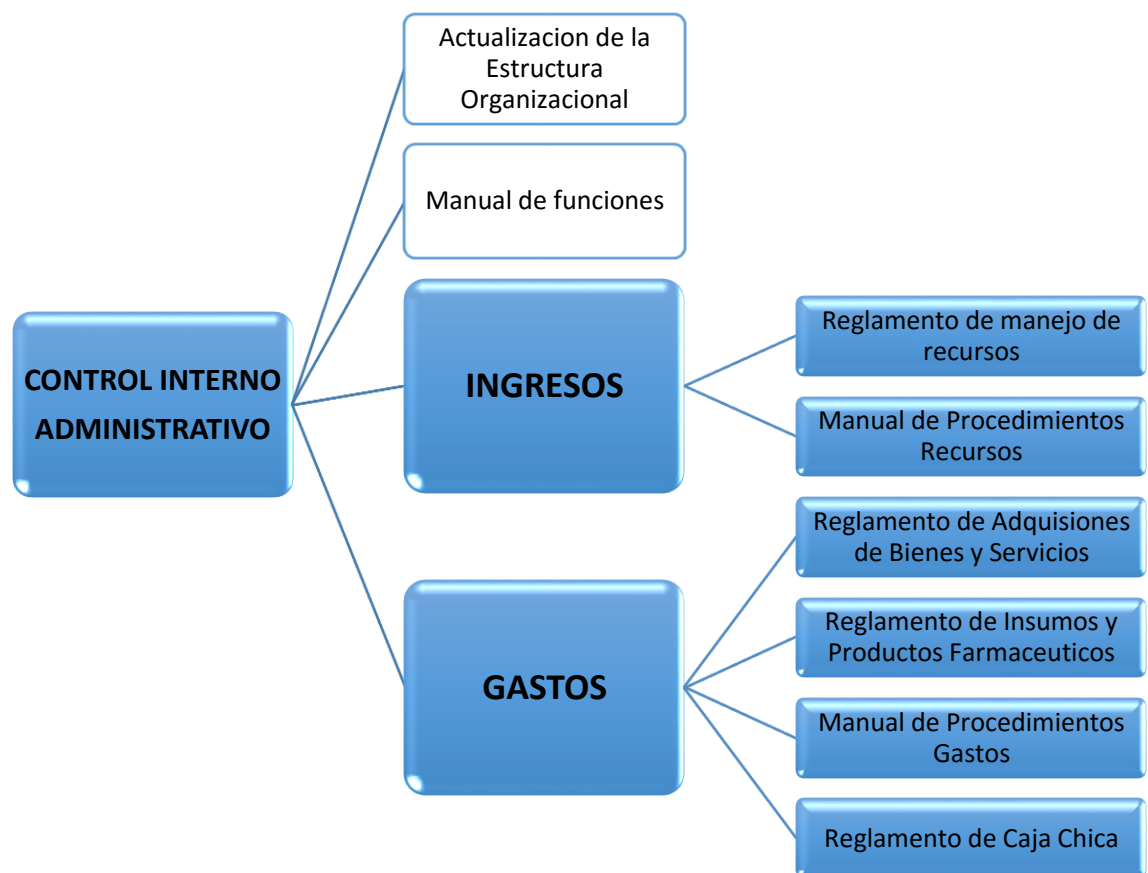 Actualizacion de la
Estructura
Organizacional
Manual de funciones
CONTROL INTERNO
ADMINISTRATIVO
INGRESOS
Reglamento de manejo de
recursos
Manual de Procedimientos
Recursos
GASTOS
Reglamento de Adquisiones
de Bienes y Servicios
Reglamento de Insumos y
Productos Farmaceuticos
Manual de Procedimientos
Gastos
Reglamento de Caja Chica